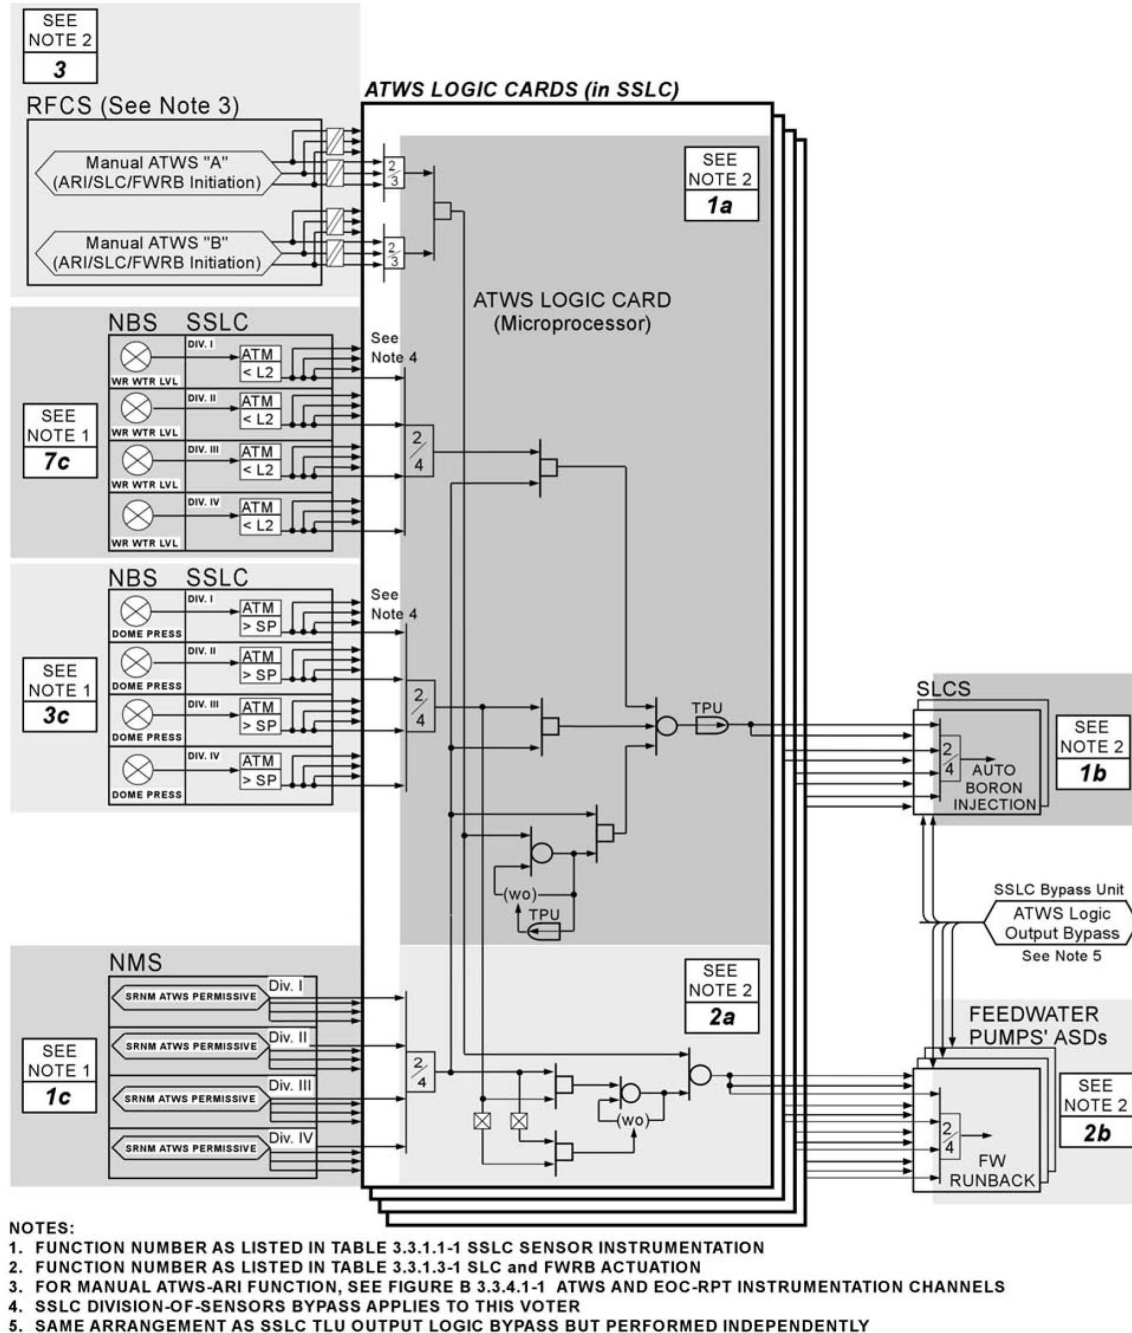 SEE
NOTE 2
3
RFCS (See Note 3)
Manual ATWS "A"
(ARI/SLC/FWRB Initiation)
Manual ATWS "B"
(ARI/SLC/FWRB Initiation)
ATWS LOGIC CARDS (in SSLC)
2/3
2/3
SEE
NOTE 2
1a
ATWS LOGIC CARD
(Microprocessor)
NBS SSLC
SEE
NOTE 1
7c
DIV. I
ATM
< L2
WR WTR LVL
DIV. II
ATM
< L2
WR WTR LVL
DIV. III
ATM
< L2
WR WTR LVL
DIV. IV
ATM
< L2
WR WTR LVL
See
Note 4
2/4
NBS SSLC
SEE
NOTE 1
3c
DIV. I
ATM
> SP
DOME PRESS
DIV. II
ATM
> SP
DOME PRESS
DIV. III
ATM
> SP
DOME PRESS
DIV. IV
ATM
> SP
DOME PRESS
See
Note 4
2/4
TPU
(wo)
TPU
SLCS
2/4
AUTO
BORON
INJECTION
SEE
NOTE 2
1b
SSLC Bypass Unit
ATWS Logic
Output Bypass
See Note 5
NMS
SEE
NOTE 1
1c
SRNM ATWS PERMISSIVE
Div. I
SRNM ATWS PERMISSIVE
Div. II
SRNM ATWS PERMISSIVE
Div. III
SRNM ATWS PERMISSIVE
Div. IV
2/4
SEE
NOTE 2
2a
(wo)
FEEDWATER
PUMPS' ASDs
2/4
FW
RUNBACK
SEE
NOTE 2
2b
NOTES:
1. FUNCTION NUMBER AS LISTED IN TABLE 3.3.1.1-1 SSLC SENSOR INSTRUMENTATION
2. FUNCTION NUMBER AS LISTED IN TABLE 3.3.1.3-1 SLC and FWRB ACTUATION
3. FOR MANUAL ATWS-ARI FUNCTION, SEE FIGURE B 3.3.4.1-1 ATWS AND EOC-RPT INSTRUMENTATION CHANNELS
4. SSLC DIVISION-OF-SENSORS BYPASS APPLIES TO THIS VOTER
5. SAME ARRANGEMENT AS SSLC TLU OUTPUT LOGIC BYPASS BUT PERFORMED INDEPENDENTLY